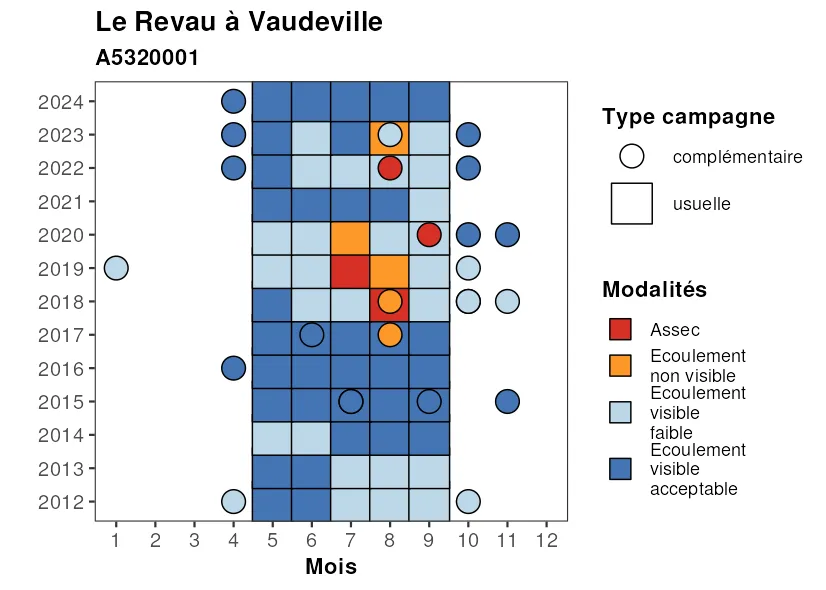 Le Revau à Vaudeville
A5320001
2024
2023
2022
2021
2020
2019
2018
2017
2016
2015
2014
2013
2012
1 2 3 4 5 6 7 8 9 10 11 12
Mois
Type campagne
complémentaire
usuelle
Modalités
Assec
Ecoulement
non visible
Ecoulement
visible
faible
Ecoulement
visible
acceptable